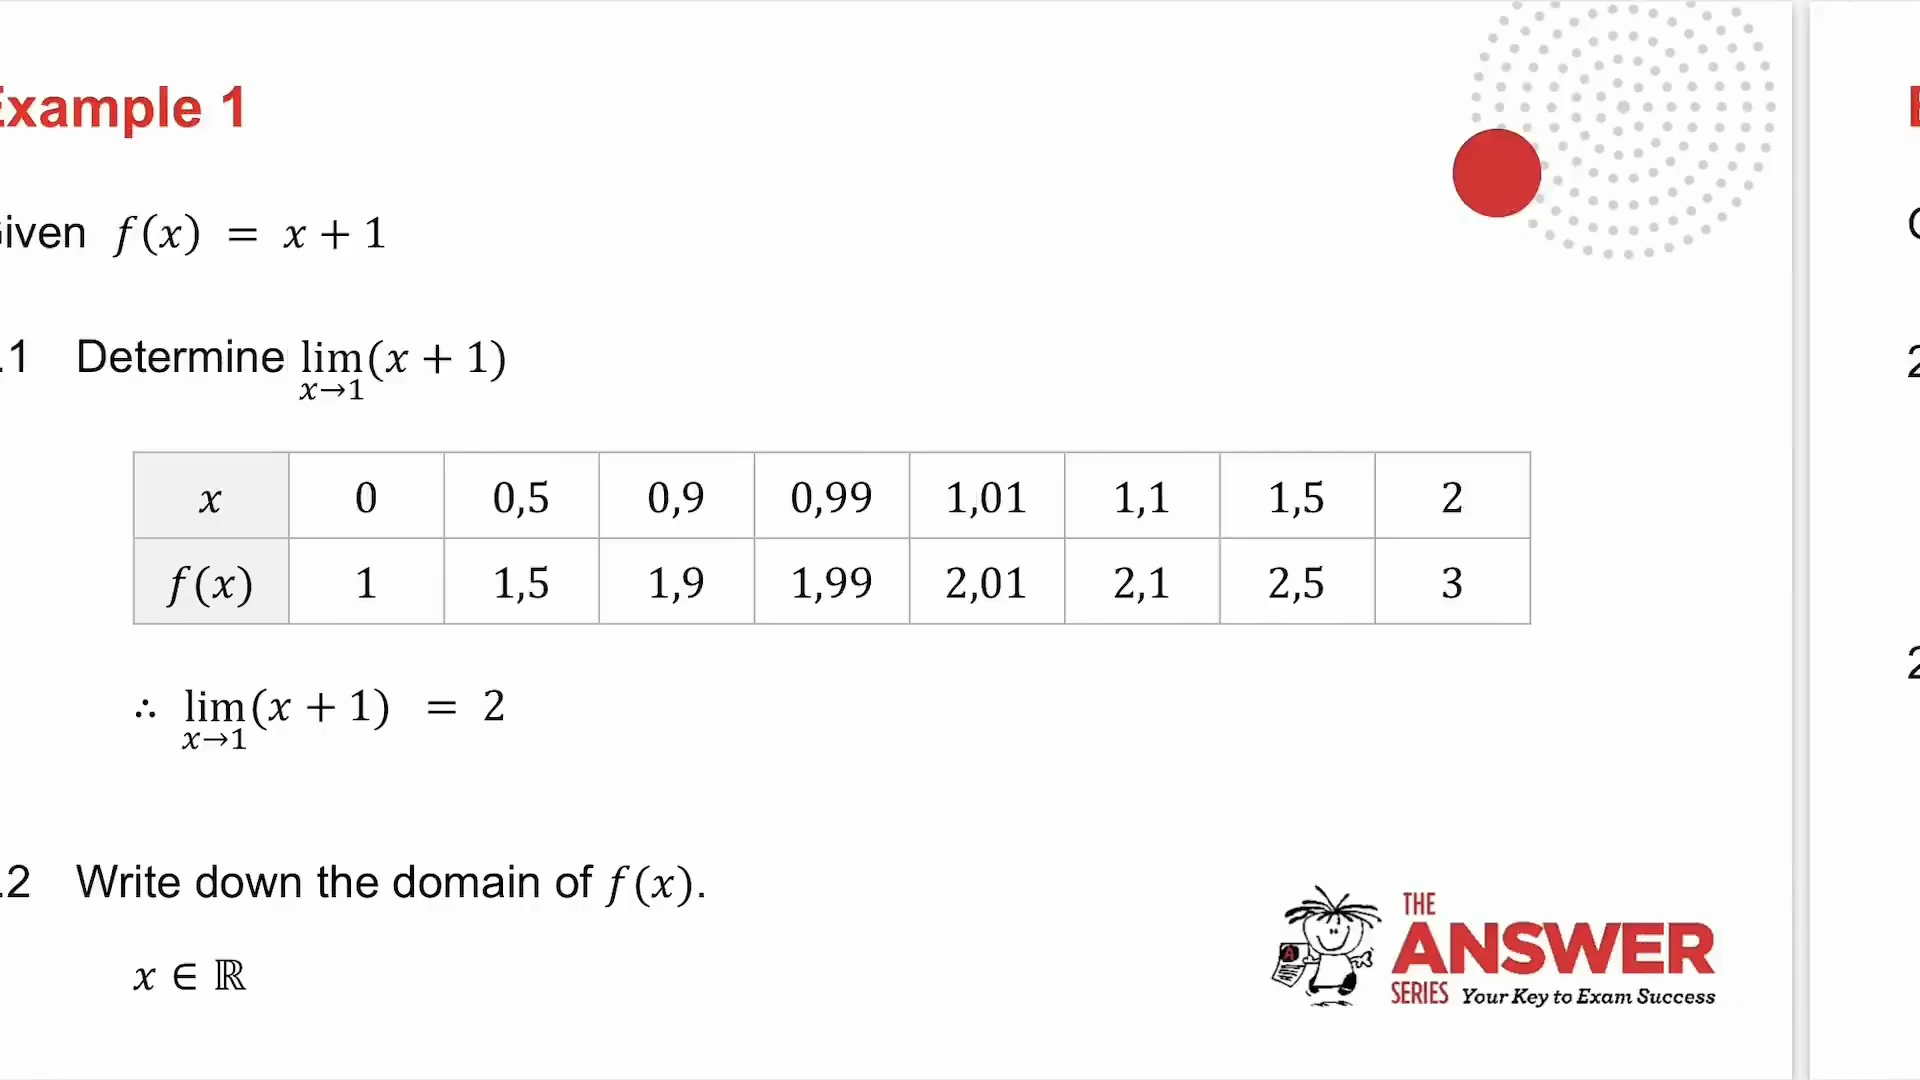 Example 1
Given f(x) = x + 1
.1 Determine lim(x + 1)
x→1
x 0 0,5 0,9 0,99 1,01 1,1 1,5 2
f(x) 1 1,5 1,9 1,99 2,01 2,1 2,5 3
∴ lim(x + 1) = 2
x→1
.2 Write down the domain of f(x).
x ∈ ℝ
THE
ANSWER
SERIES Your Key to Exam Success